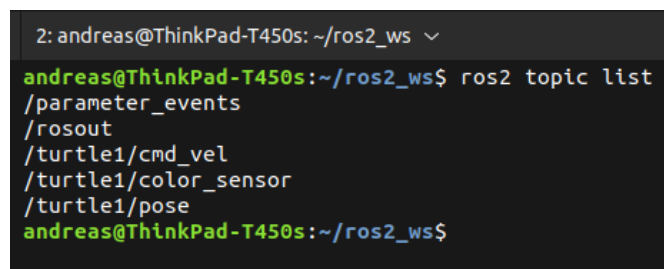 2: andreas@ThinkPad-T450s: ~/ros2_ws
andreas@ThinkPad-T450s:~/ros2_ws$ ros2 topic list
/parameter_events
/rosout
/turtle1/cmd_vel
/turtle1/color_sensor
/turtle1/pose
andreas@ThinkPad-T450s:~/ros2_ws$